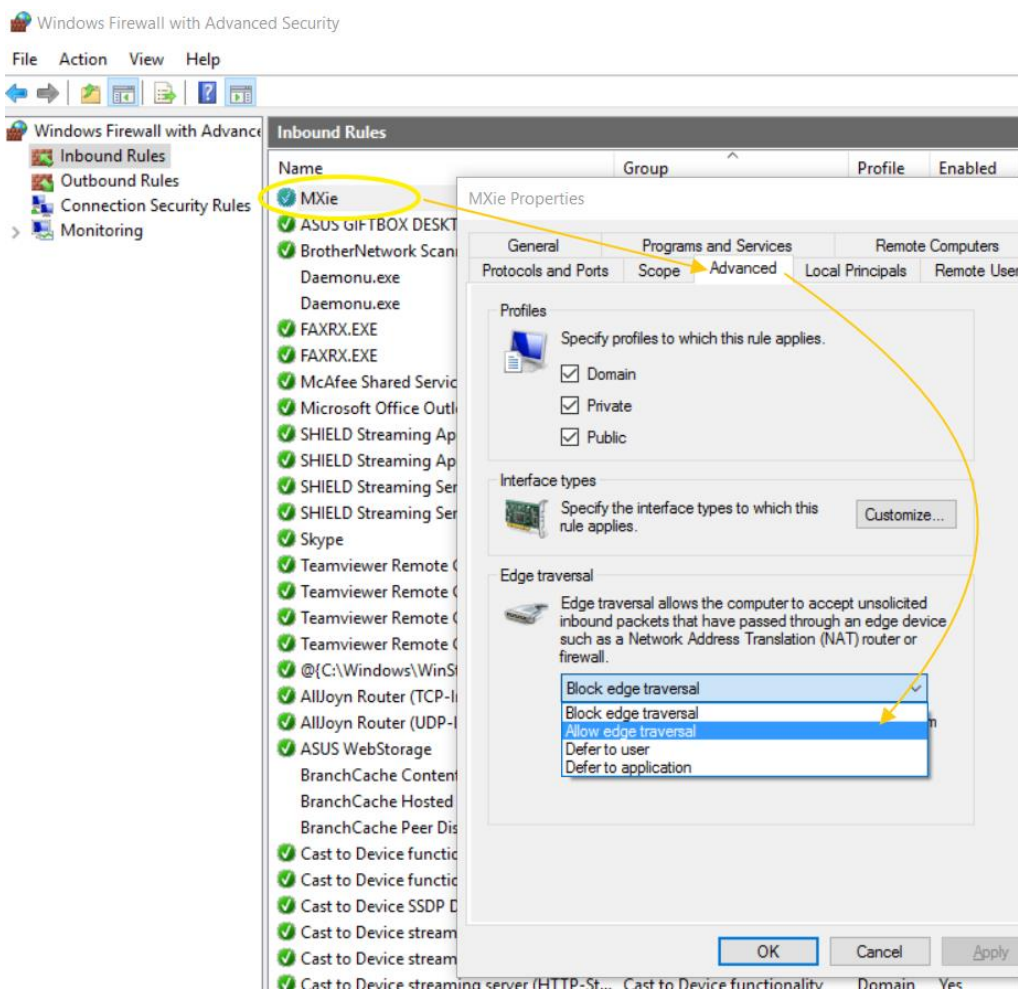 Windows Firewall with Advanced Security
File Action View Help
Windows Firewall with Advance
Inbound Rules
Outbound Rules
Connection Security Rules
Monitoring
Inbound Rules
Name Group Profile Enabled
MXie
ASUS GIFTBOX DESKT
BrotherNetwork Scann
Daemonu.exe
Daemonu.exe
FAXRX.EXE
FAXRX.EXE
McAfee Shared Servic
Microsoft Office Outl
SHIELD Streaming Ap
SHIELD Streaming Ap
SHIELD Streaming Ser
SHIELD Streaming Ser
Skype
Teamviewer Remote
Teamviewer Remote
Teamviewer Remote
Teamviewer Remote
@{C:\Windows\WinSt
AllJoyn Router (TCP-I
AllJoyn Router (UDP-I
ASUS WebStorage
BranchCache Content
BranchCache Hosted
BranchCache Peer Dis
Cast to Device functio
Cast to Device functio
Cast to Device SSDP D
Cast to Device stream
Cast to Device stream
Cast to Device streaming server (HTTP-St... Cast to Device functionality Domain Yes
MXie Properties
General Programs and Services Remote Computers
Protocols and Ports Scope Advanced Local Principals Remote User
Profiles
Specify profiles to which this rule applies.
Domain
Private
Public
Interface types
Specify the interface types to which this
rule applies.
Customize...
Edge traversal
Edge traversal allows the computer to accept unsolicited
inbound packets that have passed through an edge device
such as a Network Address Translation (NAT) router or
firewall.
Block edge traversal
Block edge traversal
Allow edge traversal
Defer to user
Defer to application
OK Cancel Apply